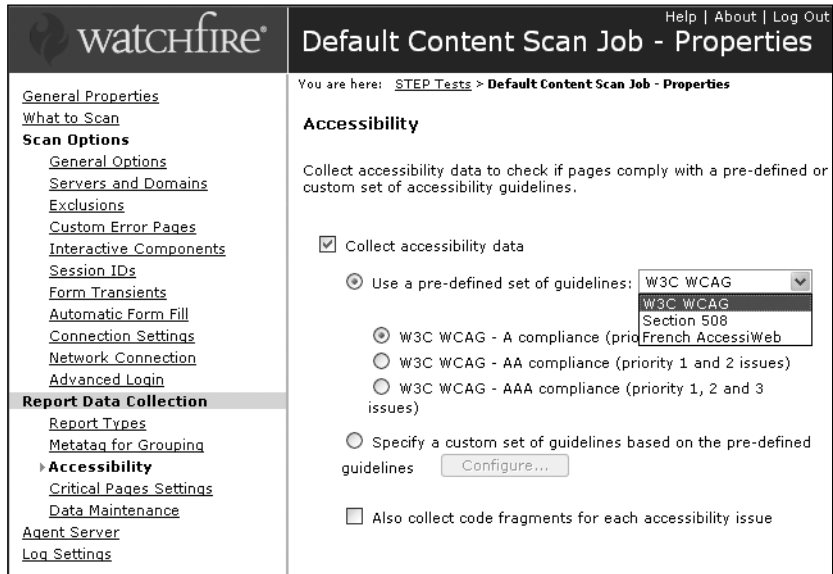 watchfire®
Help | About | Log Out
Default Content Scan Job - Properties
General Properties
What to Scan
Scan Options
General Options
Servers and Domains
Exclusions
Custom Error Pages
Interactive Components
Session IDs
Form Transients
Automatic Form Fill
Connection Settings
Network Connection
Advanced Login
Report Data Collection
Report Types
Metatag for Grouping
Accessibility
Critical Pages Settings
Data Maintenance
Agent Server
Log Settings
You are here: STEP Tests > Default Content Scan Job - Properties
Accessibility
Collect accessibility data to check if pages comply with a pre-defined or
custom set of accessibility guidelines.
Collect accessibility data
Use a pre-defined set of guidelines: W3C WCAG
W3C WCAG
Section 508
French AccessiWeb
W3C WCAG - A compliance (prio
W3C WCAG - AA compliance (priority 1 and 2 issues)
W3C WCAG - AAA compliance (priority 1, 2 and 3
issues)
Specify a custom set of guidelines based on the pre-defined
guidelines Configure...
Also collect code fragments for each accessibility issue